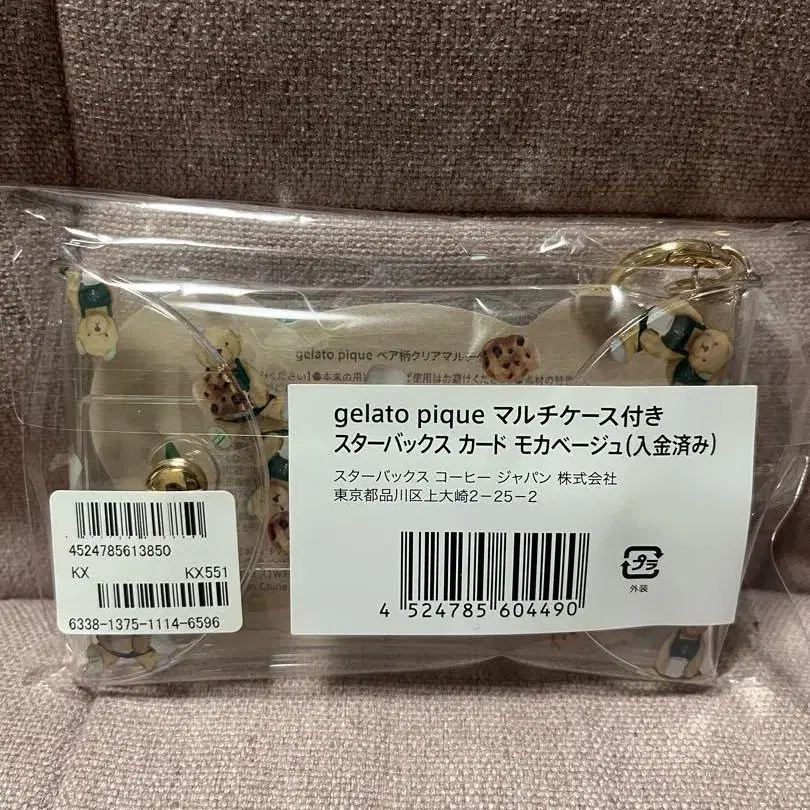 gelato pique ベア柄クリアマルチ
gelato pique マルチケース付き
スターバックス カード モカベージュ(入金済み)
スターバックス コーヒー ジャパン 株式会社
東京都品川区上大崎2-25-2
4 524785 604490
プラ
外装
4524785613850
KX KX551
6338-1375-1114-6596